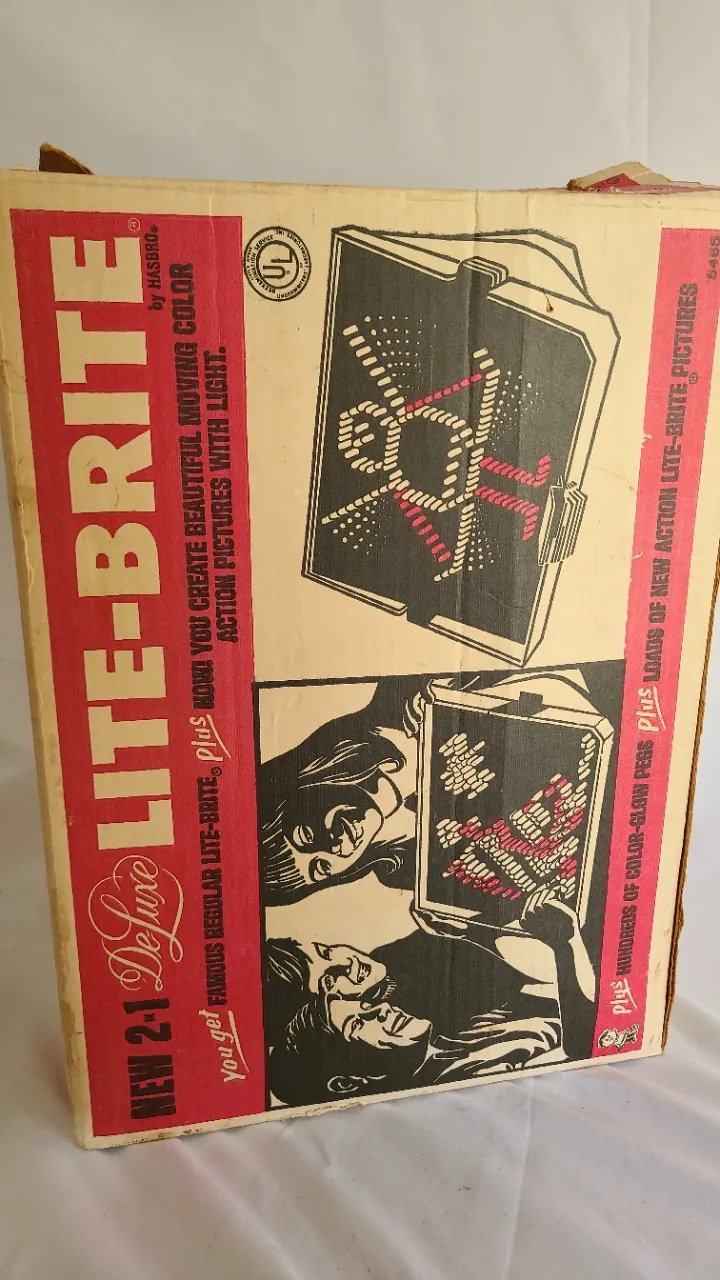 NEW 2-N-1 DeLuxe LITE-BRITE®
by HASBRO®
You get FAMOUS REGULAR LITE-BRITE® plus NOW! YOU CREATE BEAUTIFUL MOVING COLOR
ACTION PICTURES WITH LIGHT.
UL
plus HUNDREDS OF COLOR-GLOW PEGS plus LOADS OF NEW ACTION LITE-BRITE® PICTURES
5455